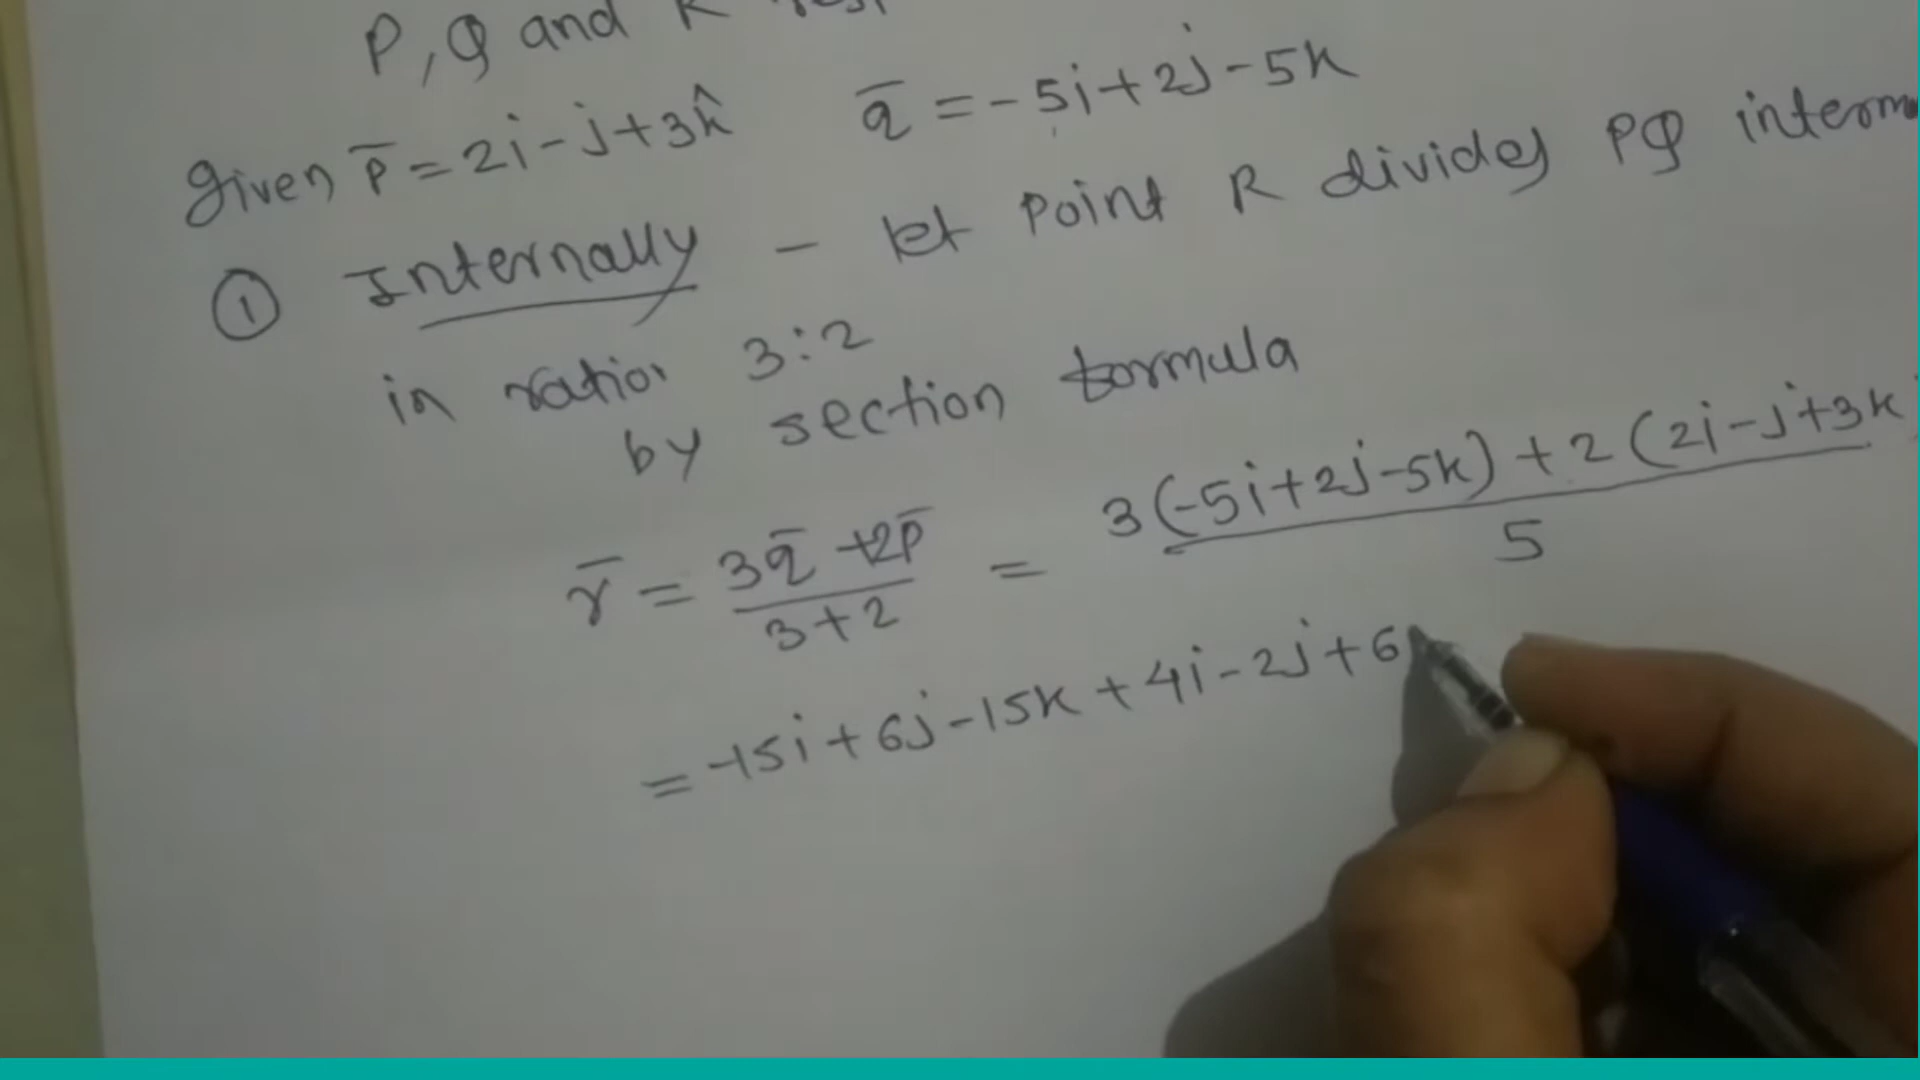 P, Q and R
Given p̅ = 2i - j + 3k̂ q̅ = -5i + 2j - 5k
① Internally - let point R divides PQ
in ratio 3:2
by section formula
r̅ = 3q̅ + 2p̅ / 3+2 = 3(-5i+2j-5k) + 2(2i-j+3k) / 5
= -15i + 6j - 15k + 4i - 2j + 6